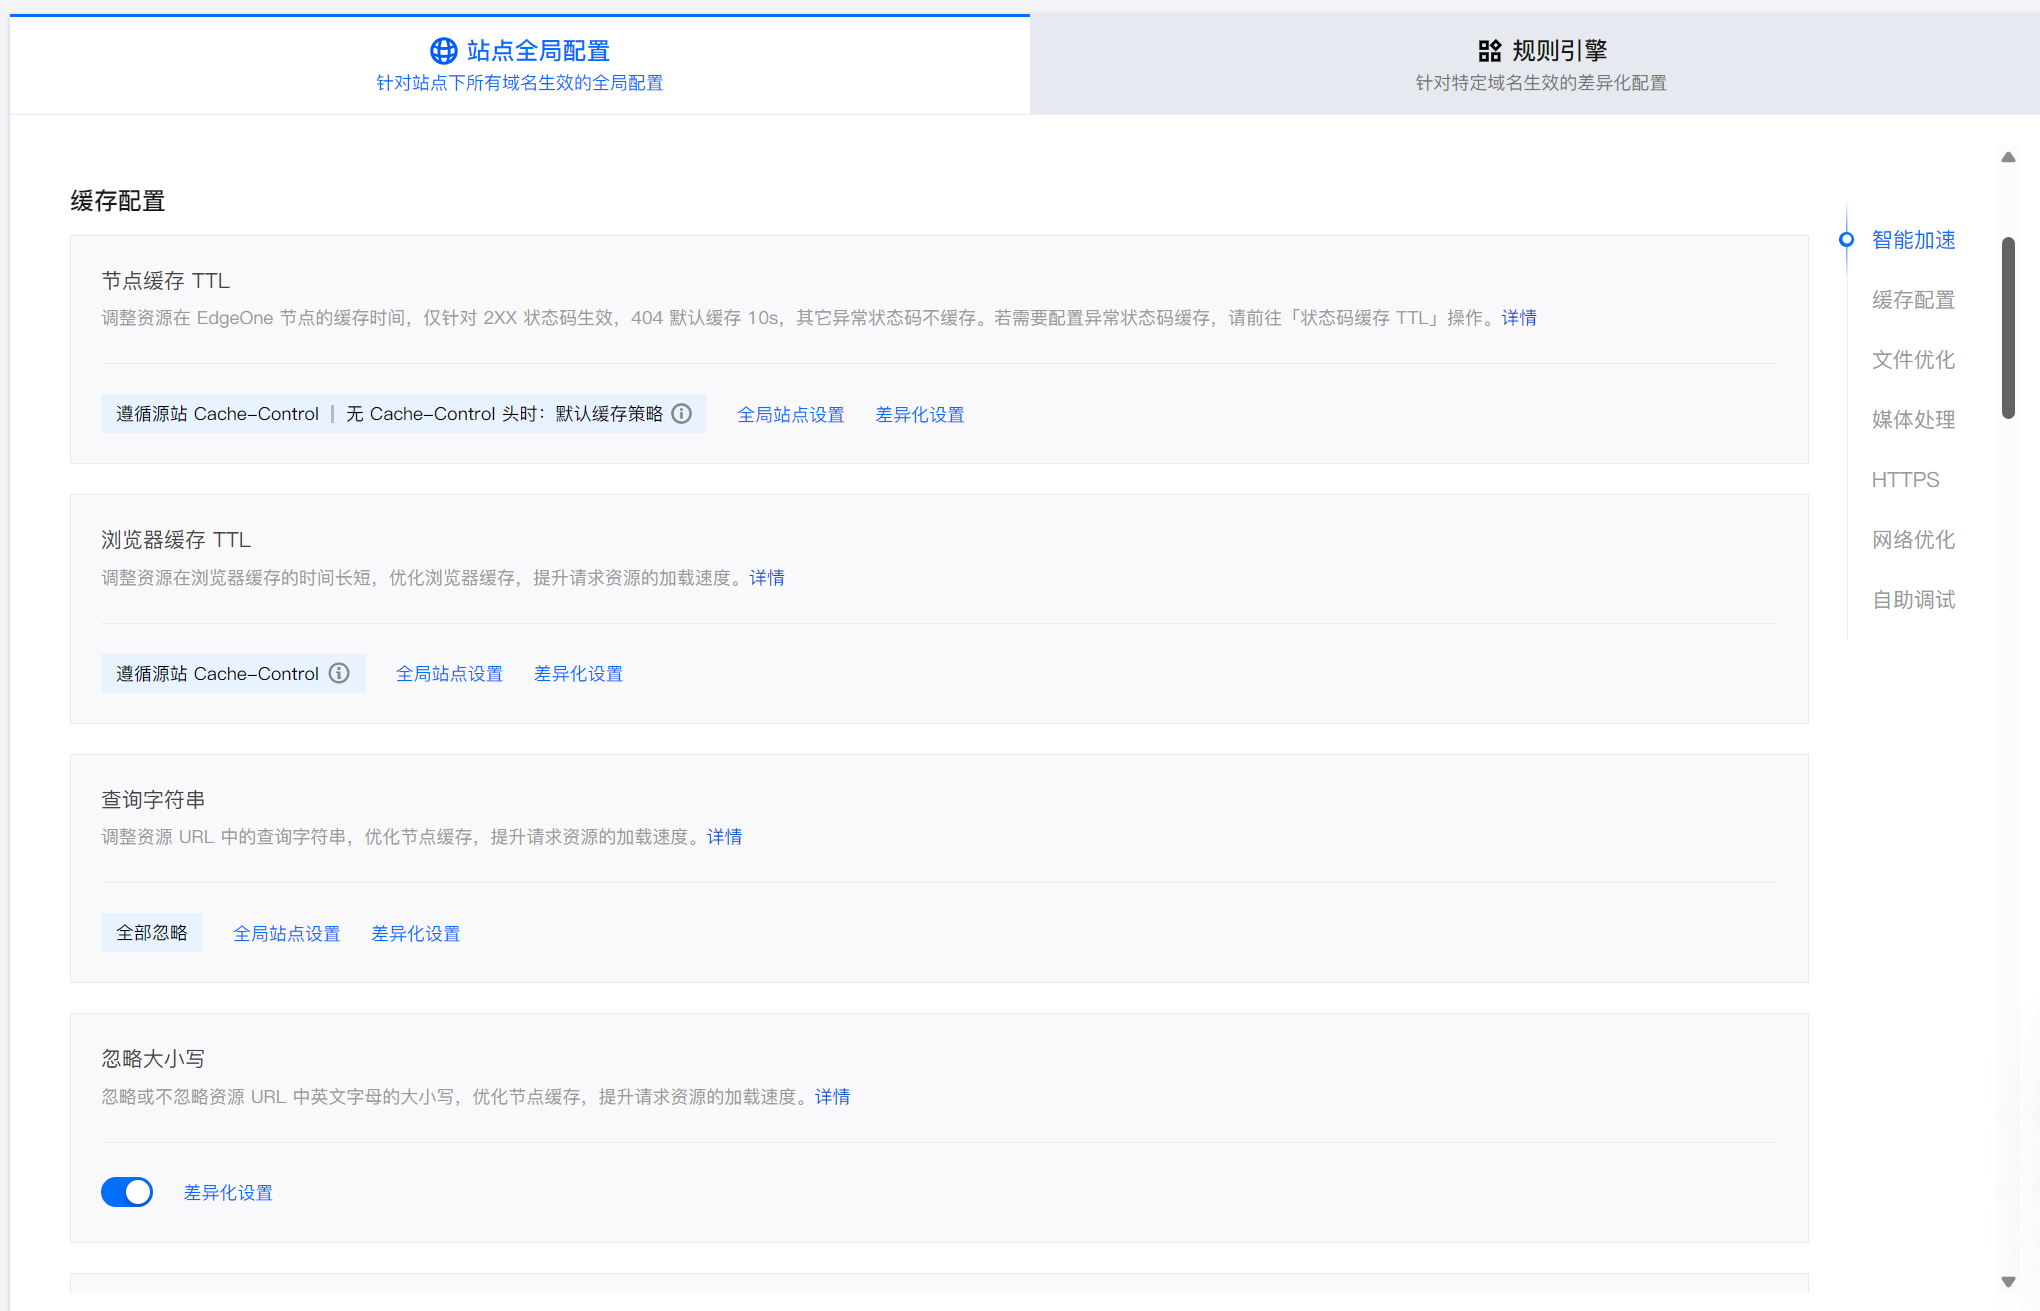 站点全局配置
针对站点下所有域名生效的全局配置
规则引擎
针对特定域名生效的差异化配置
缓存配置
节点缓存 TTL
调整资源在 EdgeOne 节点的缓存时间，仅针对 2XX 状态码生效，404 默认缓存 10s，其它异常状态码不缓存。若需要配置异常状态码缓存，请前往「状态码缓存 TTL」操作。详情
遵循源站 Cache-Control | 无 Cache-Control 头时：默认缓存策略 全局站点设置 差异化设置
浏览器缓存 TTL
调整资源在浏览器缓存的时间长短，优化浏览器缓存，提升请求资源的加载速度。详情
遵循源站 Cache-Control 全局站点设置 差异化设置
查询字符串
调整资源 URL 中的查询字符串，优化节点缓存，提升请求资源的加载速度。详情
全部忽略 全局站点设置 差异化设置
忽略大小写
忽略或不忽略资源 URL 中英文字母的大小写，优化节点缓存，提升请求资源的加载速度。详情
差异化设置
智能加速
缓存配置
文件优化
媒体处理
HTTPS
网络优化
自助调试